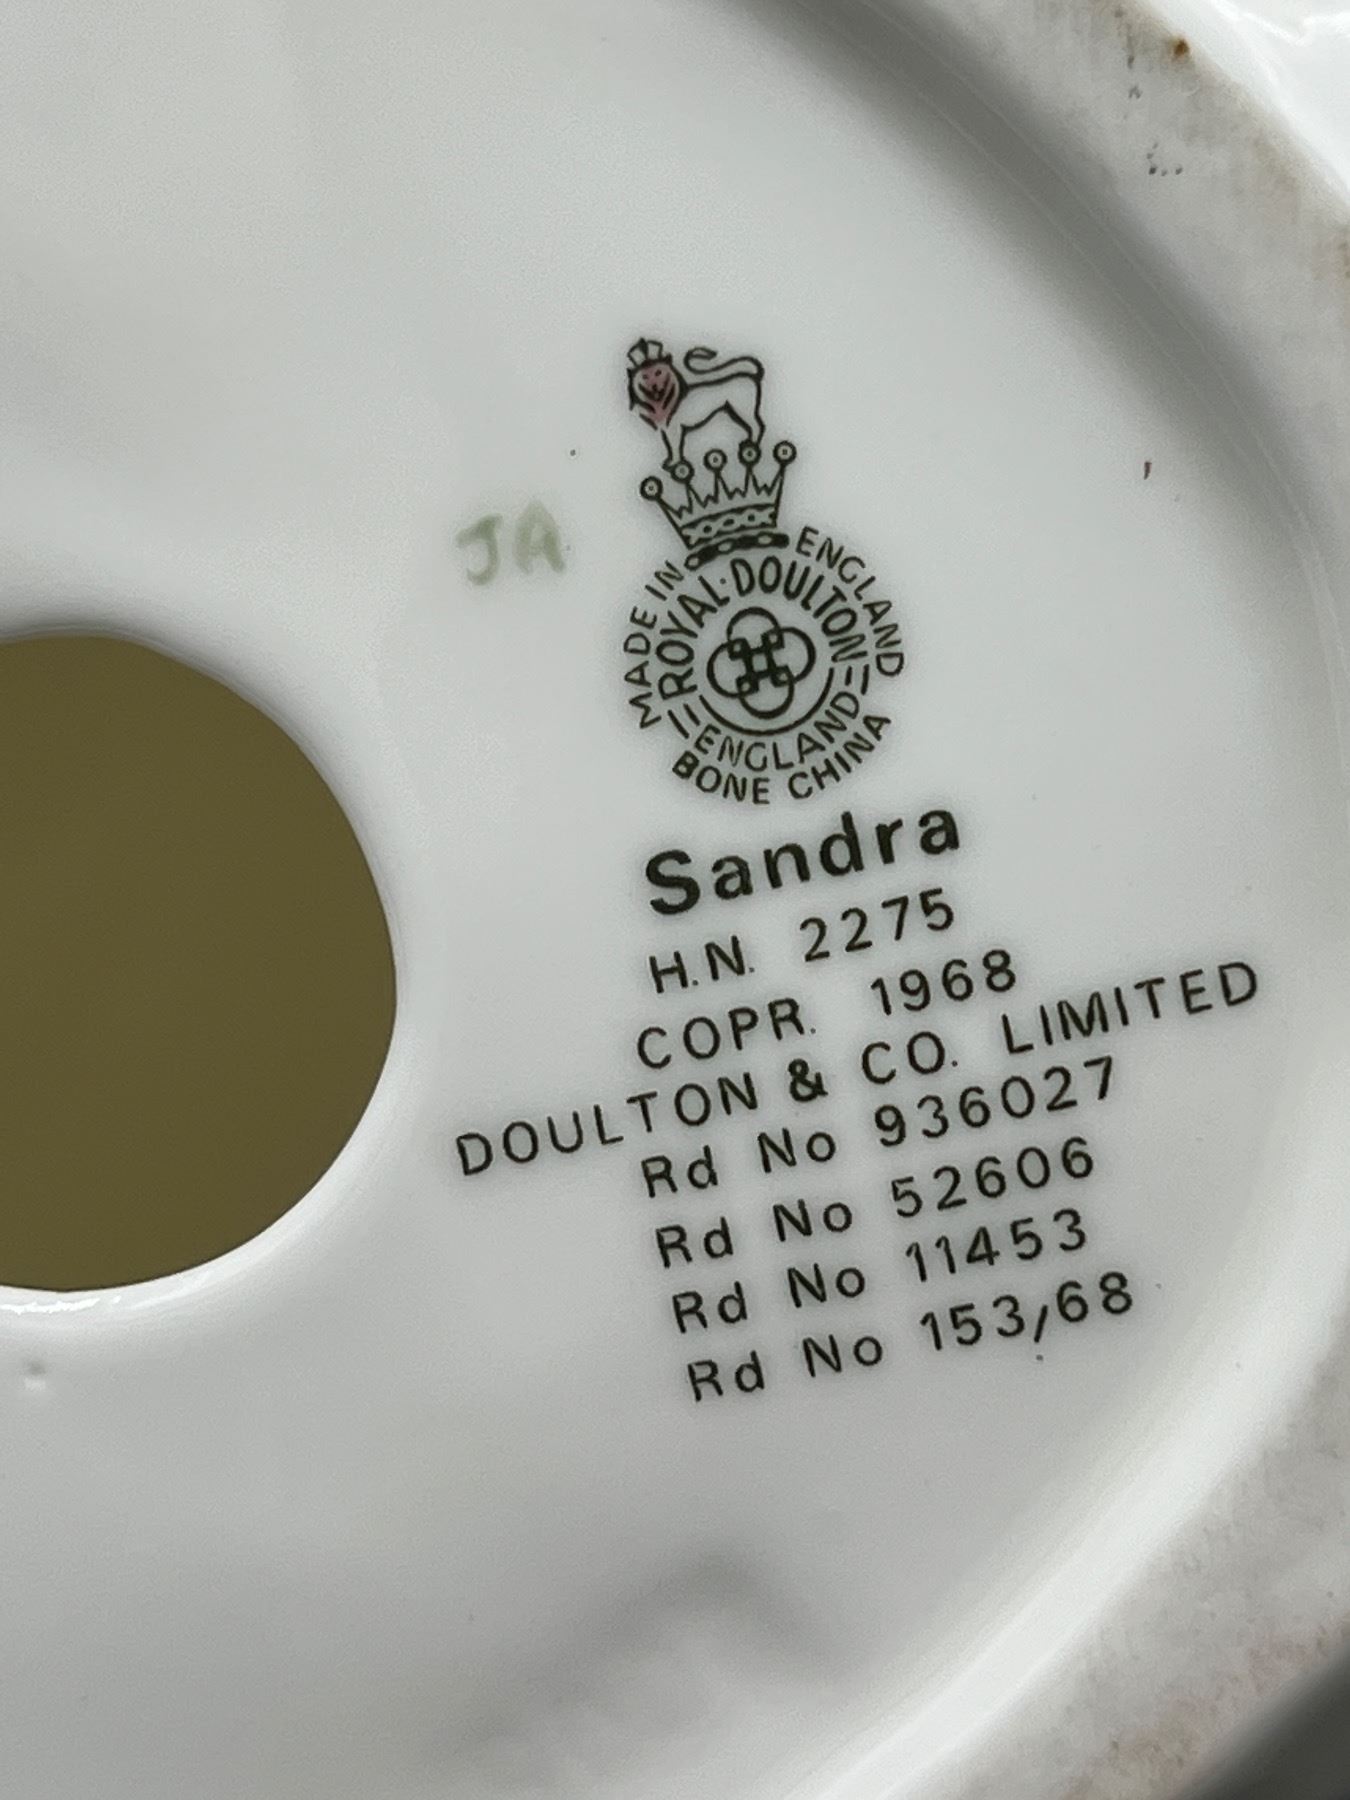 JA
MADE IN ENGLAND
ROYAL·DOULTON
ENGLAND
BONE CHINA
Sandra
H.N. 2275
COPR. 1968
DOULTON & CO. LIMITED
Rd No 936027
Rd No 52606
Rd No 11453
Rd No 153/68